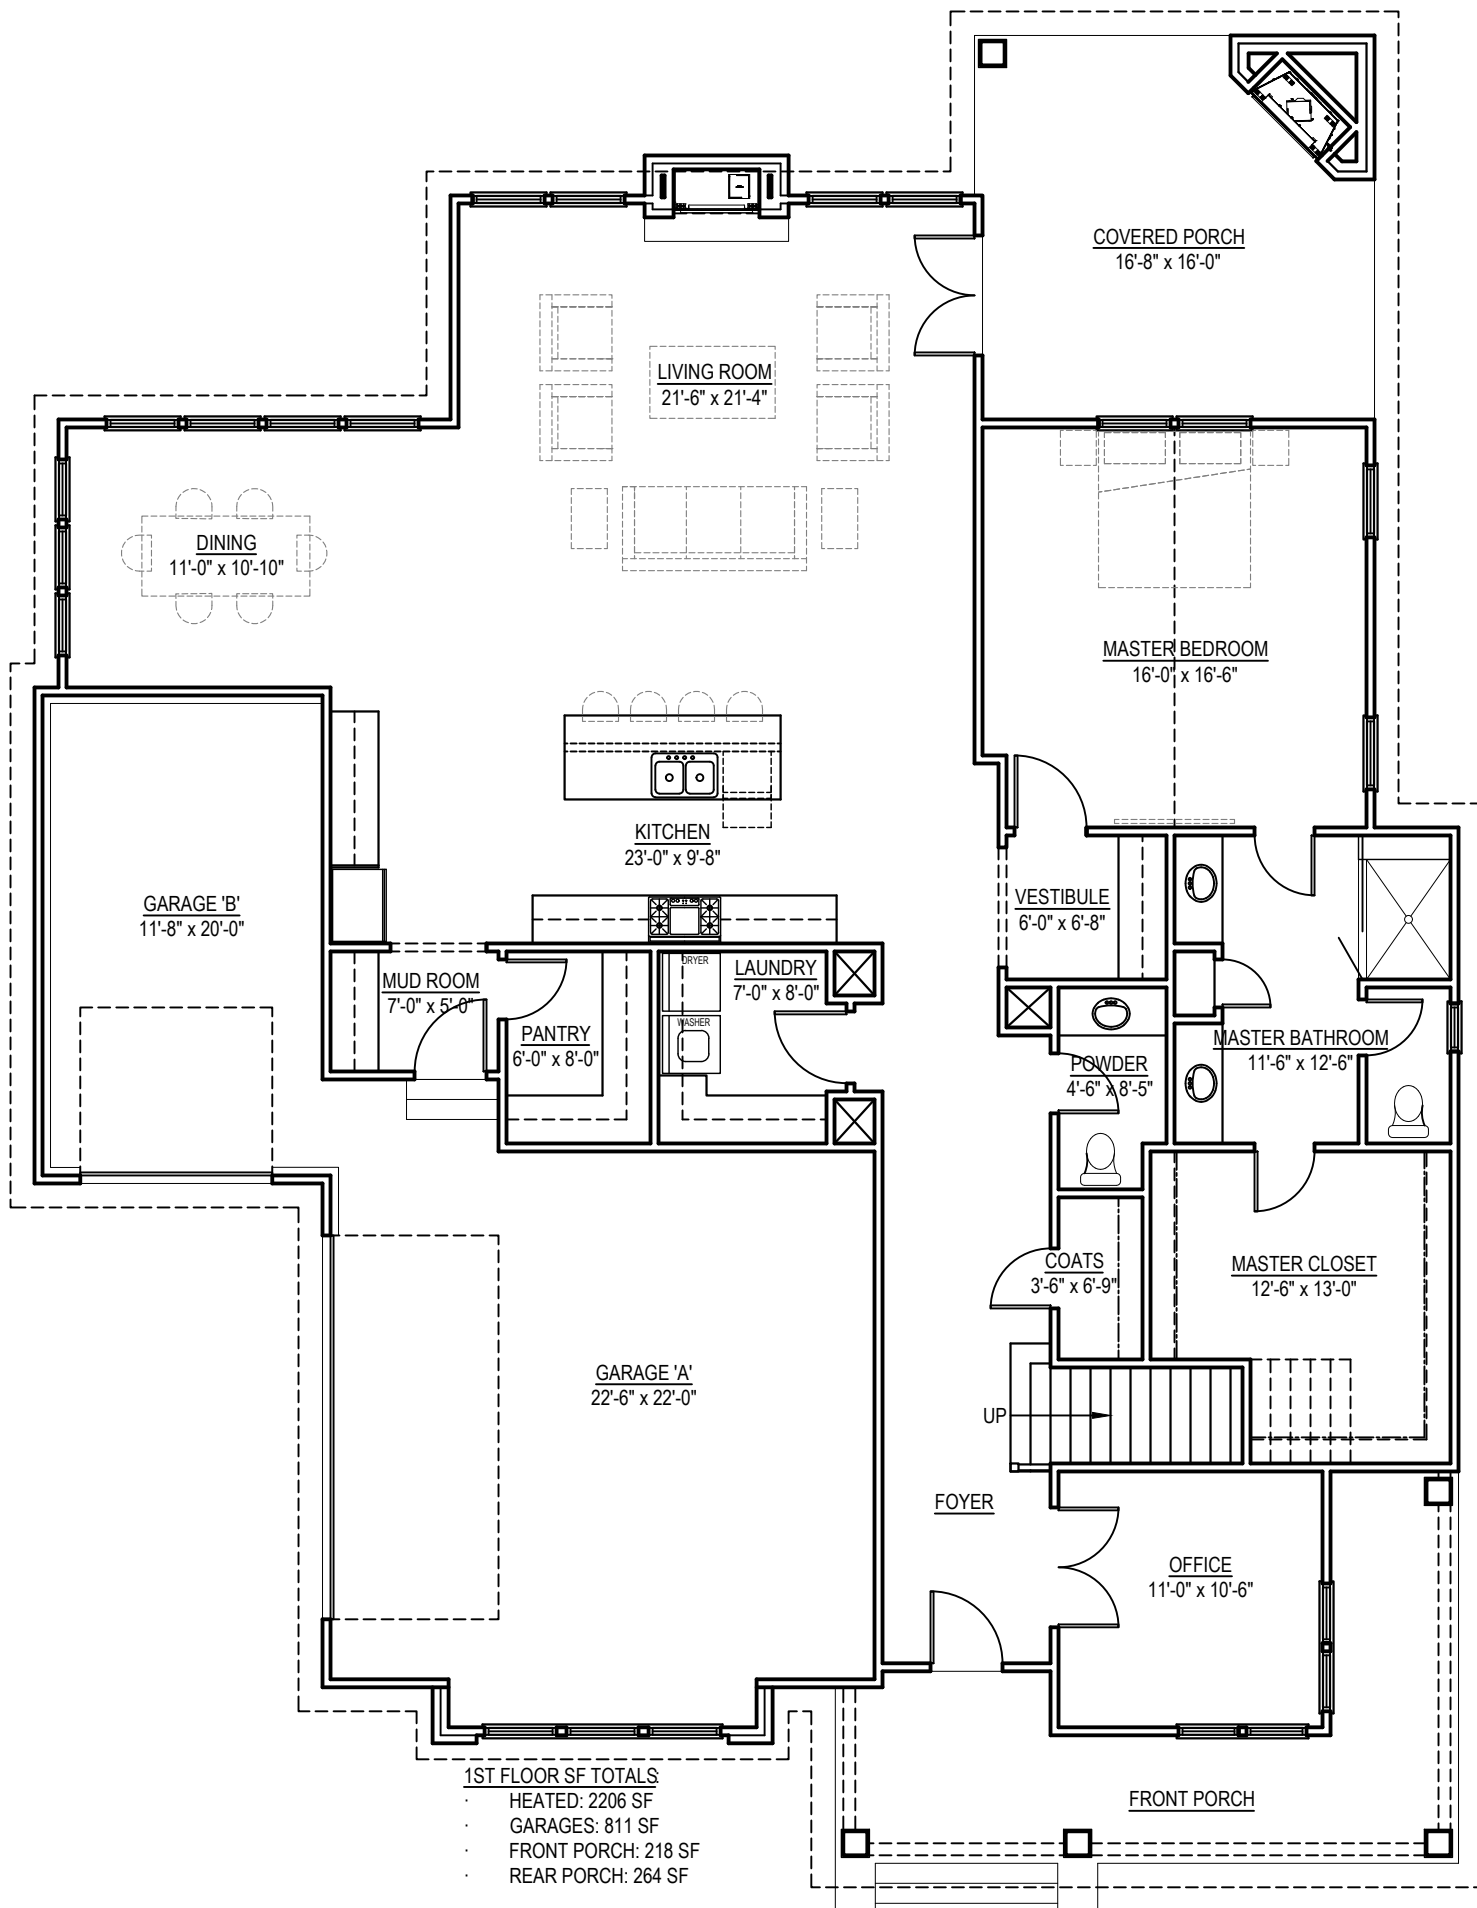 COVERED PORCH
16'-8" x 16'-0"
LIVING ROOM
21'-6" x 21'-4"
DINING
11'-0" x 10'-10"
MASTER BEDROOM
16'-0" x 16'-6"
KITCHEN
23'-0" x 9'-8"
GARAGE 'B'
11'-8" x 20'-0"
VESTIBULE
6'-0" x 6'-8"
MUD ROOM
7'-0" x 5'-0"
DRYER
LAUNDRY
7'-0" x 8'-0"
WASHER
PANTRY
6'-0" x 8'-0"
MASTER BATHROOM
11'-6" x 12'-6"
POWDER
4'-6" x 8'-5"
COATS
3'-6" x 6'-9"
MASTER CLOSET
12'-6" x 13'-0"
GARAGE 'A'
22'-6" x 22'-0"
UP
FOYER
OFFICE
11'-0" x 10'-6"
1ST FLOOR SF TOTALS:
· HEATED: 2206 SF
· GARAGES: 811 SF
· FRONT PORCH: 218 SF
· REAR PORCH: 264 SF
FRONT PORCH